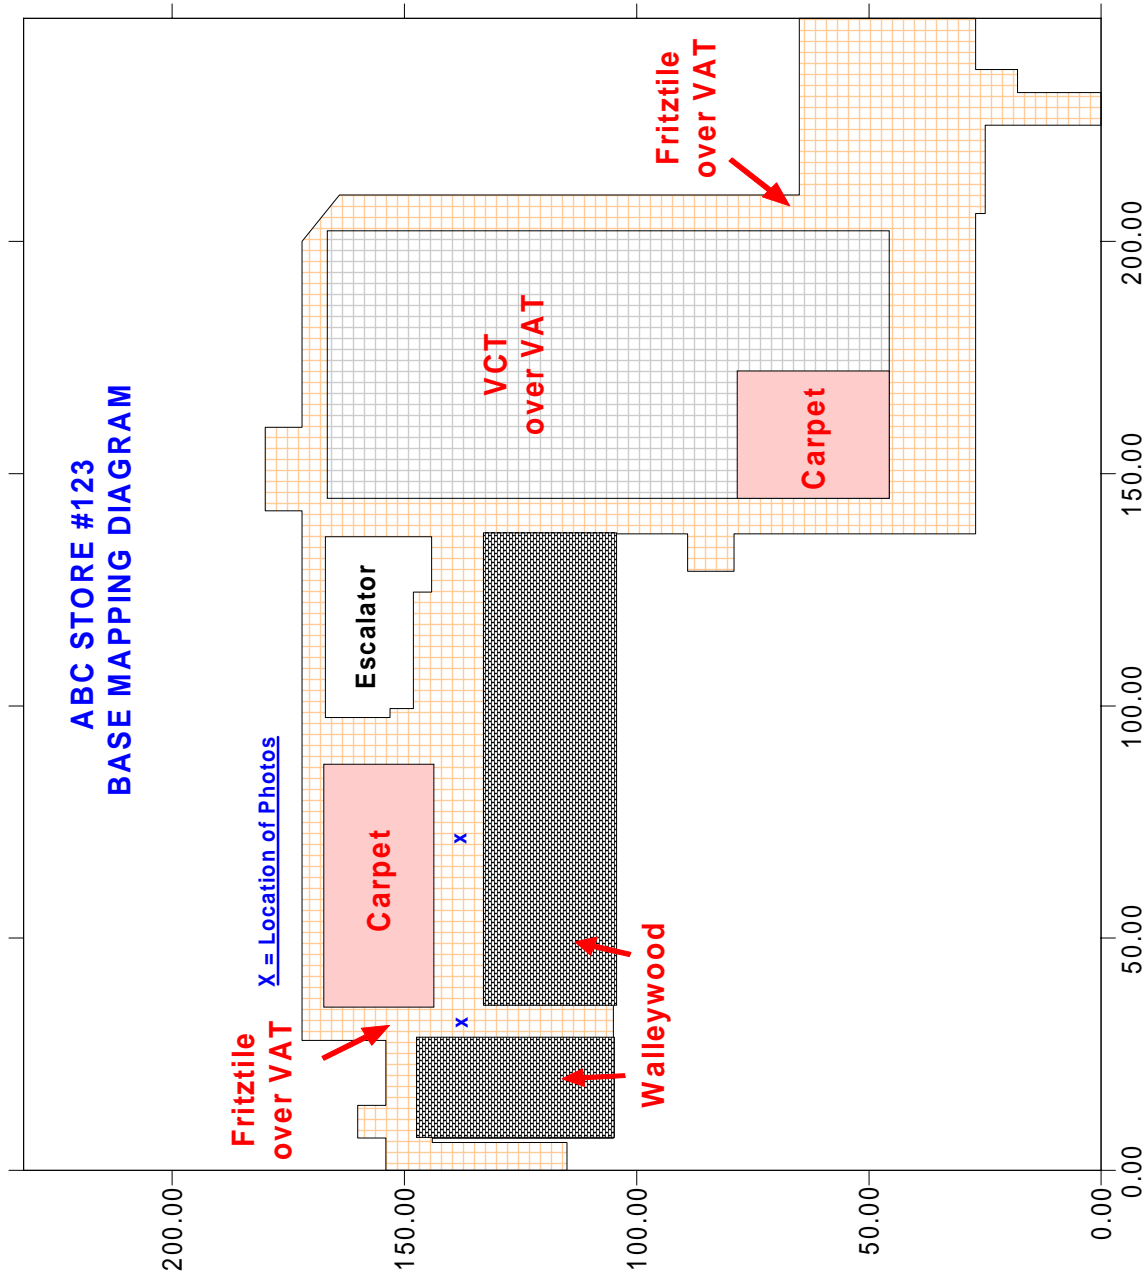 ABC STORE #123
BASE MAPPING DIAGRAM
X = Location of Photos
Fritztile
over VAT
Carpet
Escalator
VCT
over VAT
Carpet
Fritztile
over VAT
x
x
Walleywood
200.00
150.00
100.00
50.00
0.00
0.00
50.00
100.00
150.00
200.00